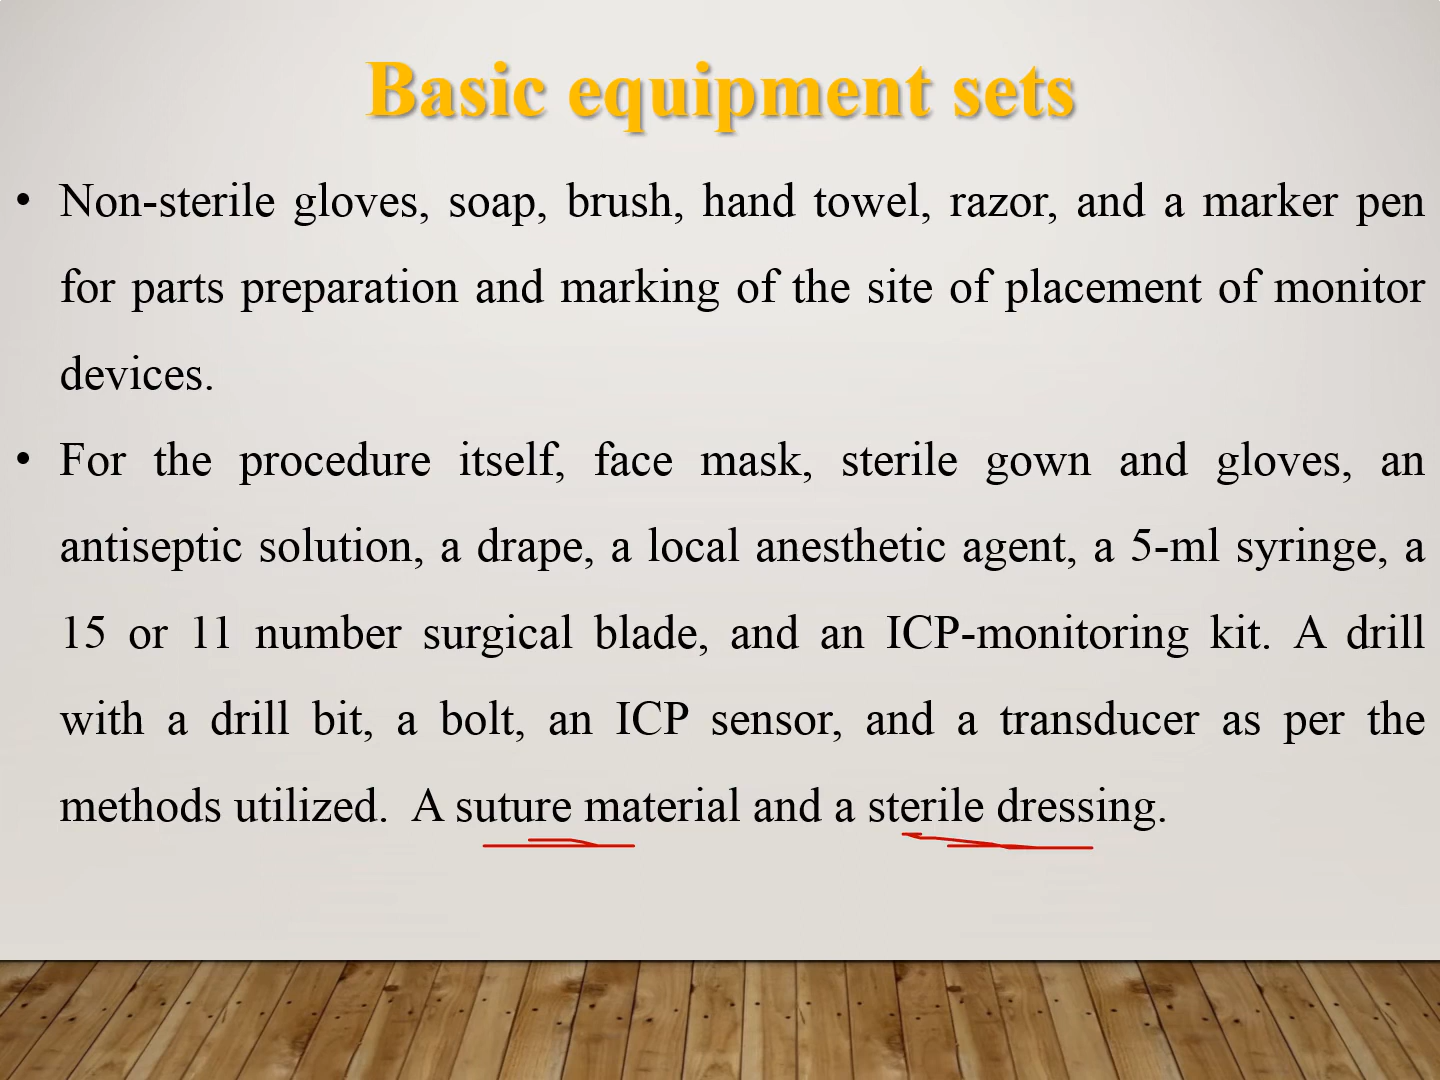 Basic equipment sets
• Non-sterile gloves, soap, brush, hand towel, razor, and a marker pen
for parts preparation and marking of the site of placement of monitor
devices.
• For the procedure itself, face mask, sterile gown and gloves, an
antiseptic solution, a drape, a local anesthetic agent, a 5-ml syringe, a
15 or 11 number surgical blade, and an ICP-monitoring kit. A drill
with a drill bit, a bolt, an ICP sensor, and a transducer as per the
methods utilized.  A suture material and a sterile dressing.